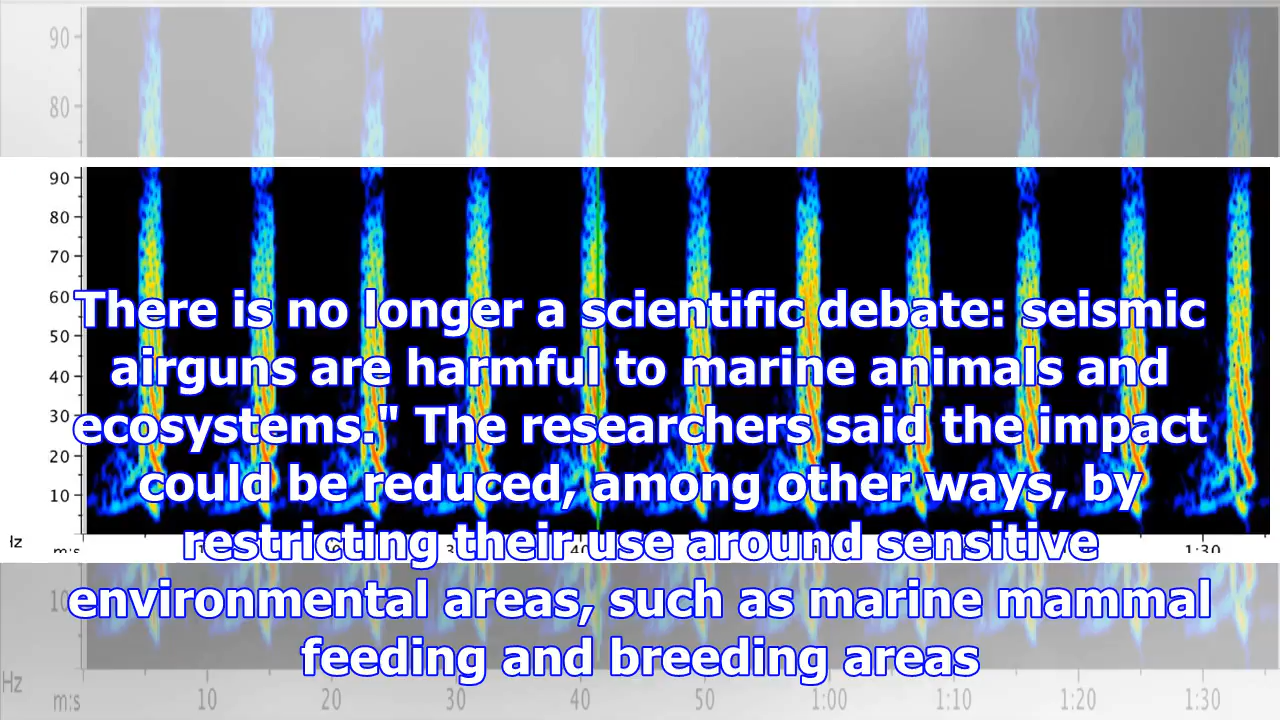 90
80
90
80
70
60
50
40
30
20
10
There is no longer a scientific debate: seismic
airguns are harmful to marine animals and
ecosystems." The researchers said the impact
could be reduced, among other ways, by
restricting their use around sensitive
environmental areas, such as marine mammal
feeding and breeding areas
Hz
m:s
1:30
Hz
m:s 10 20 30 40 50 1:00 1:10 1:20 1:30